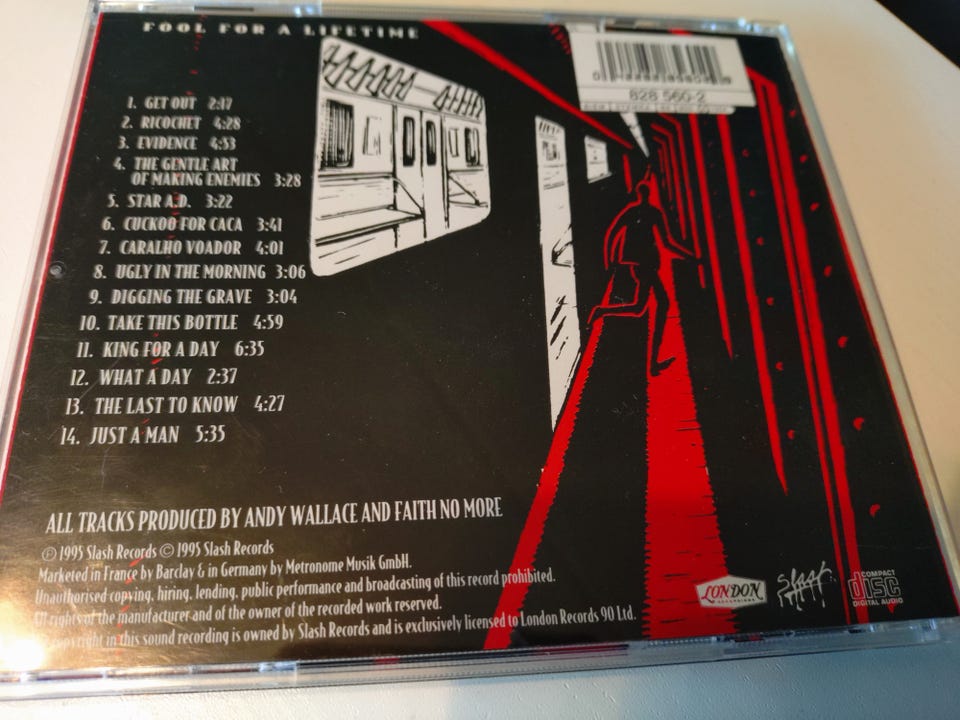 FOOL FOR A LIFETIME
828 560-2
1. GET OUT 2:17
2. RICOCHET 4:28
3. EVIDENCE 4:53
4. THE GENTLE ART
OF MAKING ENEMIES 3:28
5. STAR A.D. 3:22
6. CUCKOO FOR CACA 3:41
7. CARALHO VOADOR 4:01
8. UGLY IN THE MORNING 3:06
9. DIGGING THE GRAVE 3:04
10. TAKE THIS BOTTLE 4:59
11. KING FOR A DAY 6:35
12. WHAT A DAY 2:37
13. THE LAST TO KNOW 4:27
14. JUST A MAN 5:35
ALL TRACKS PRODUCED BY ANDY WALLACE AND FAITH NO MORE
℗ 1995 Slash Records © 1995 Slash Records
Marketed in France by Barclay & in Germany by Metronome Musik GmbH.
Unauthorised copying, hiring, lending, public performance and broadcasting of this record prohibited.
All rights of the manufacturer and of the owner of the recorded work reserved.
Copyright in this sound recording is owned by Slash Records and is exclusively licensed to London Records 90 Ltd.
LONDON
RECORDINGS
SLASH
COMPACT
disc
DIGITAL AUDIO